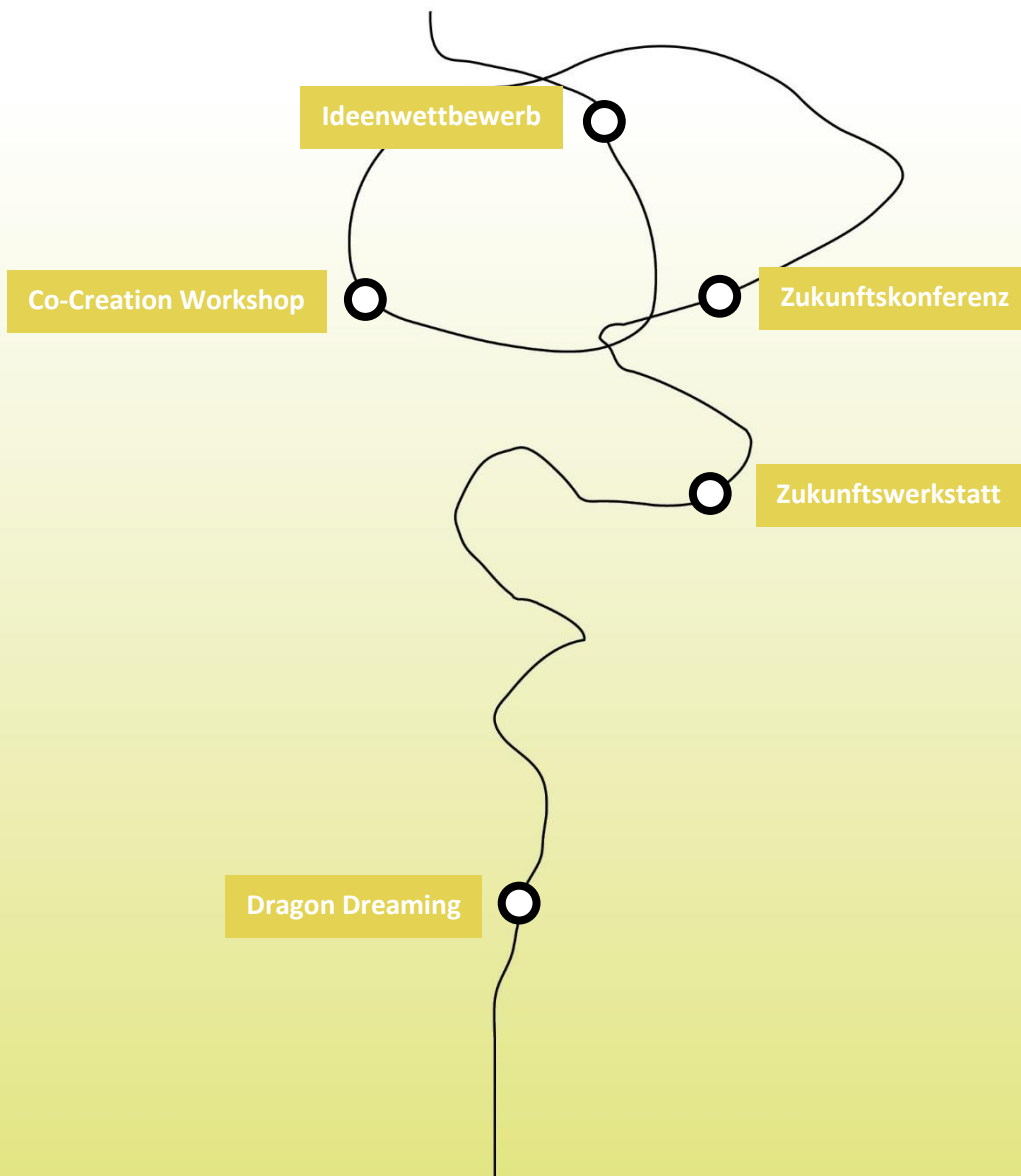 Ideenwettbewerb
Co-Creation Workshop
Zukunftskonferenz
Zukunftswerkstatt
Dragon Dreaming